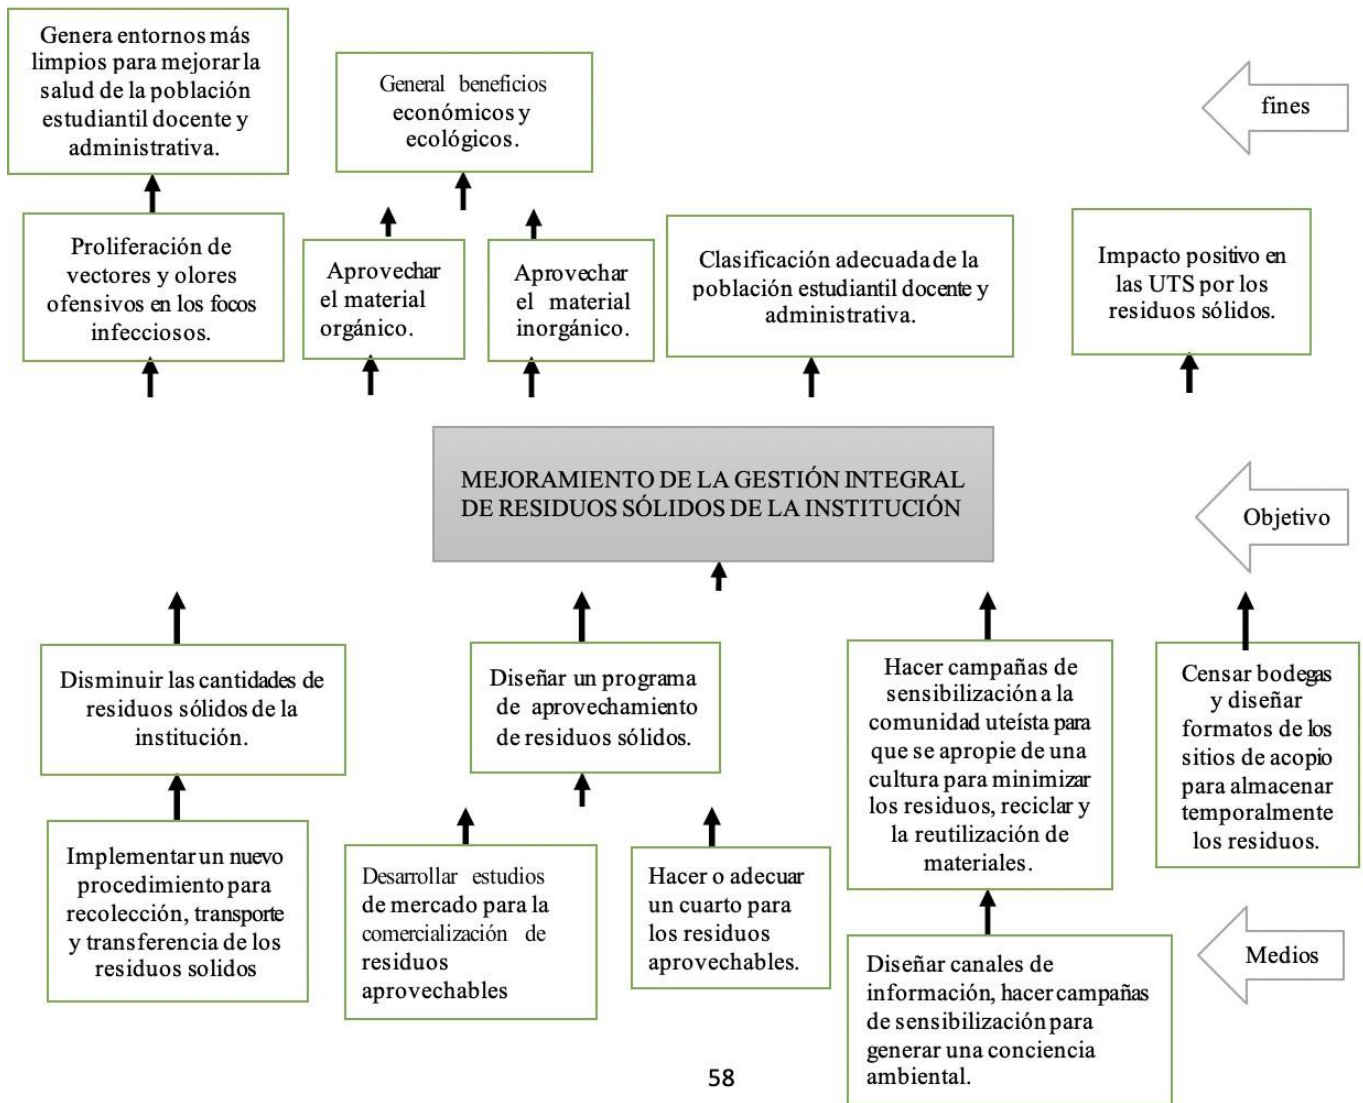 Genera entornos más
limpios para mejorar la
salud de la población
estudiantil docente y
administrativa.
General beneficios
económicos y
ecológicos.
fines
Proliferación de
vectores y olores
ofensivos en los focos
infecciosos.
Aprovechar
el material
orgánico.
Aprovechar
el material
inorgánico.
Clasificación adecuada de la
población estudiantil docente y
administrativa.
Impacto positivo en
las UTS por los
residuos sólidos.
MEJORAMIENTO DE LA GESTIÓN INTEGRAL
DE RESIDUOS SÓLIDOS DE LA INSTITUCIÓN
Objetivo
Disminuir las cantidades de
residuos sólidos de la
institución.
Diseñar un programa
de aprovechamiento
de residuos sólidos.
Hacer campañas de
sensibilización a la
comunidad uteísta para
que se apropie de una
cultura para minimizar
los residuos, reciclar y
la reutilización de
materiales.
Censar bodegas
y diseñar
formatos de los
sitios de acopio
para almacenar
temporalmente
los residuos.
Implementar un nuevo
procedimiento para
recolección, transporte
y transferencia de los
residuos solidos
Desarrollar estudios
de mercado para la
comercialización de
residuos
aprovechables
Hacer o adecuar
un cuarto para
los residuos
aprovechables.
Diseñar canales de
información, hacer campañas
de sensibilización para
generar una conciencia
ambiental.
Medios
58